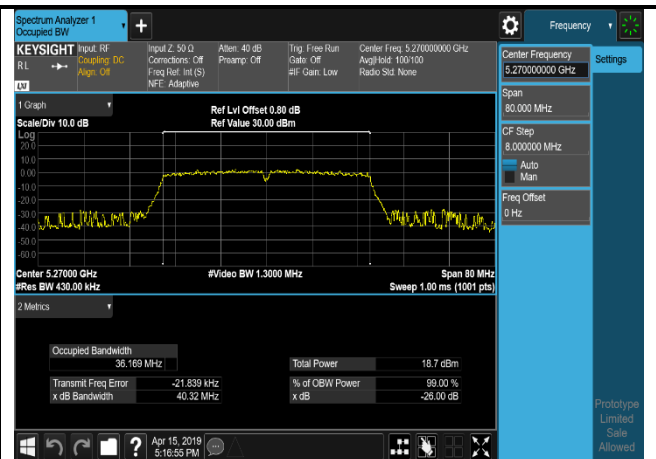 Spectrum Analyzer 1
Occupied BW
Frequency
KEYSIGHT
RL
LXI
Input: RF
Coupling: DC
Align: Off
Input Z: 50 Ω
Corrections: Off
Freq Ref: Int (S)
NFE: Adaptive
Atten: 40 dB
Preamp: Off
Trig: Free Run
Gate: Off
#IF Gain: Low
Center Freq: 5.270000000 GHz
Avg|Hold: 100/100
Radio Std: None
Center Frequency
5.270000000 GHz
Settings
Span
80.000 MHz
CF Step
8.000000 MHz
Auto
Man
Freq Offset
0 Hz
1 Graph
Scale/Div 10.0 dB
Ref Lvl Offset 0.80 dB
Ref Value 30.00 dBm
Log
20.0
10.0
0.00
-10.0
-20.0
-30.0
-40.0
-50.0
-60.0
Center 5.27000 GHz
#Video BW 1.3000 MHz
Span 80 MHz
#Res BW 430.00 kHz
Sweep 1.00 ms (1001 pts)
2 Metrics
Occupied Bandwidth
36.169 MHz
Total Power 18.7 dBm
Transmit Freq Error -21.839 kHz
% of OBW Power 99.00 %
x dB Bandwidth 40.32 MHz
x dB -26.00 dB
Prototype
Limited
Sale
Allowed
Apr 15, 2019
5:16:55 PM